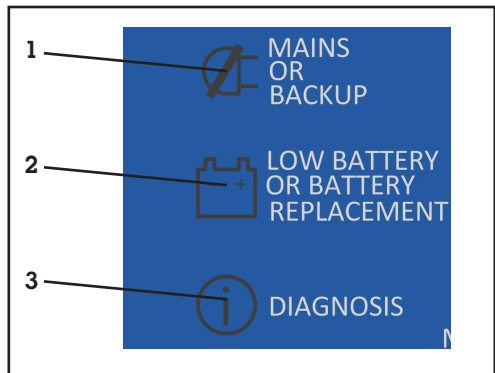 1
MAINS
OR
BACKUP
2
LOW BATTERY
OR BATTERY
REPLACEMENT
3
i
DIAGNOSIS